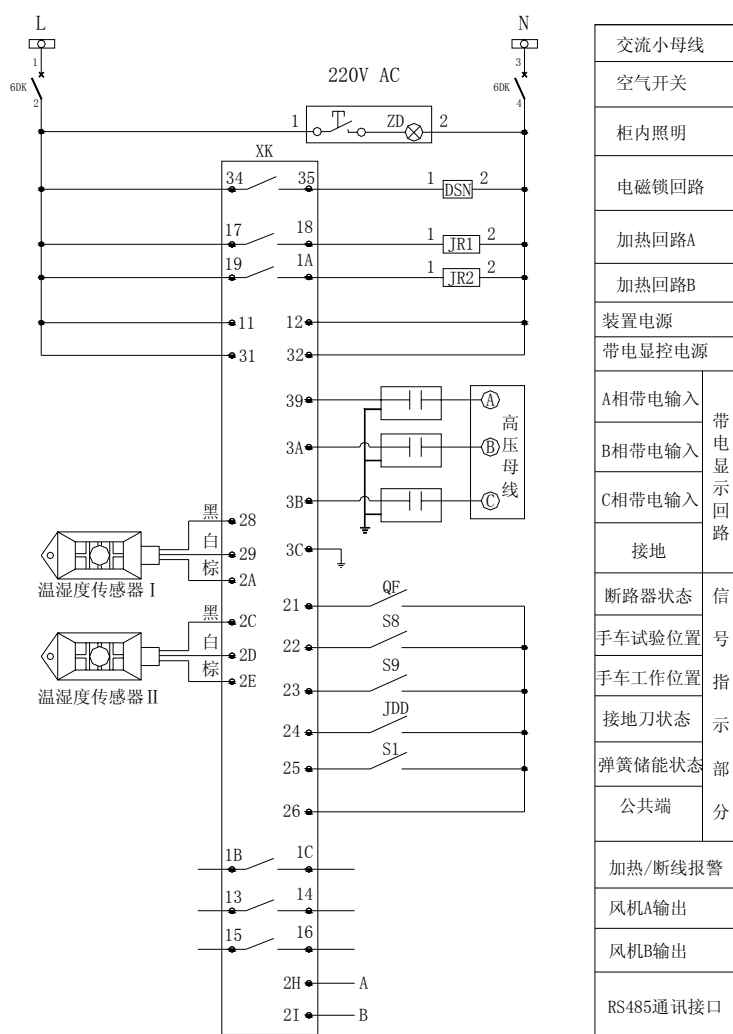 L
N
1
3
6DK
6DK
2
4
220V AC
1
ZD
2
XK
34
35
1
DSN
2
17
18
1
JR1
2
19
1A
1
JR2
2
11
12
31
32
39
A
3A
B
3B
C
高压母线
3C
黑
28
白
29
棕
2A
温湿度传感器Ⅰ
黑
2C
白
2D
棕
2E
温湿度传感器Ⅱ
21
QF
22
S8
23
S9
24
JDD
25
S1
26
1B
1C
13
14
15
16
2H
A
2I
B
交流小母线
空气开关
柜内照明
电磁锁回路
加热回路A
加热回路B
装置电源
带电显控电源
A相带电输入
B相带电输入
C相带电输入
接地
带电显示回路
断路器状态
手车试验位置
手车工作位置
接地刀状态
弹簧储能状态
公共端
信号指示部分
加热/断线报警
风机A输出
风机B输出
RS485通讯接口